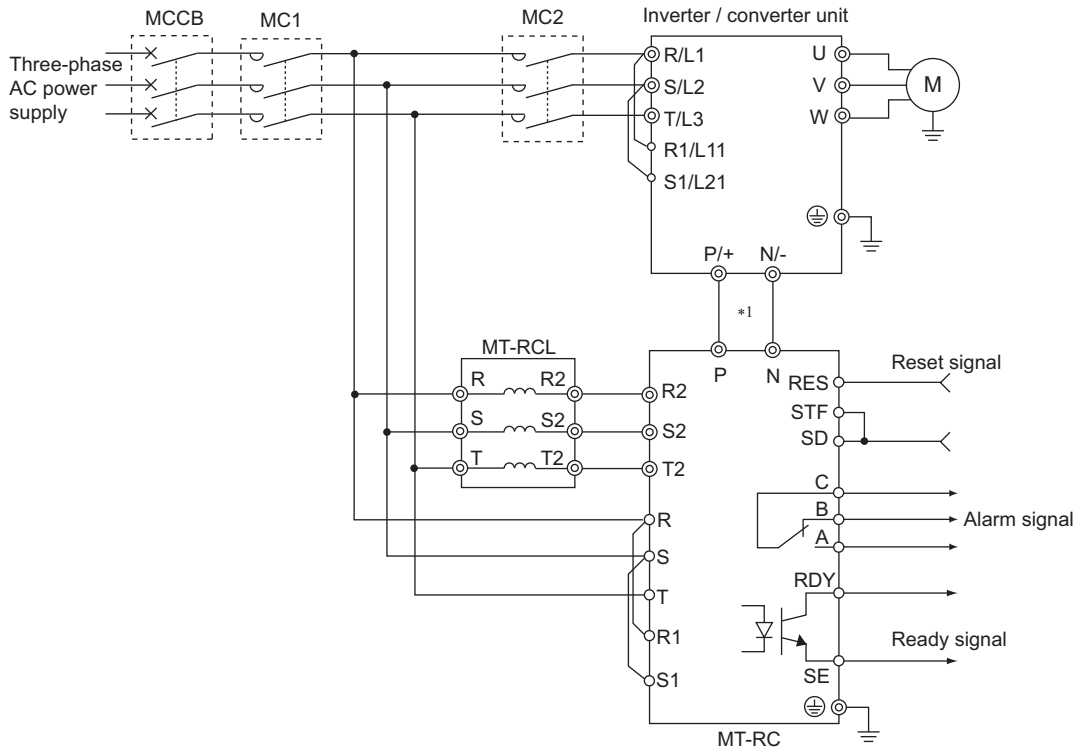 MCCB
MC1
MC2
Inverter / converter unit
Three-phase
AC power
supply
R/L1
S/L2
T/L3
R1/L11
S1/L21
U
V
W
M
P/+
N/-
*1
MT-RCL
R
R2
S
S2
T
T2
P
N
R2
S2
T2
R
S
T
R1
S1
RES
Reset signal
STF
SD
C
B
Alarm signal
A
RDY
Ready signal
SE
MT-RC